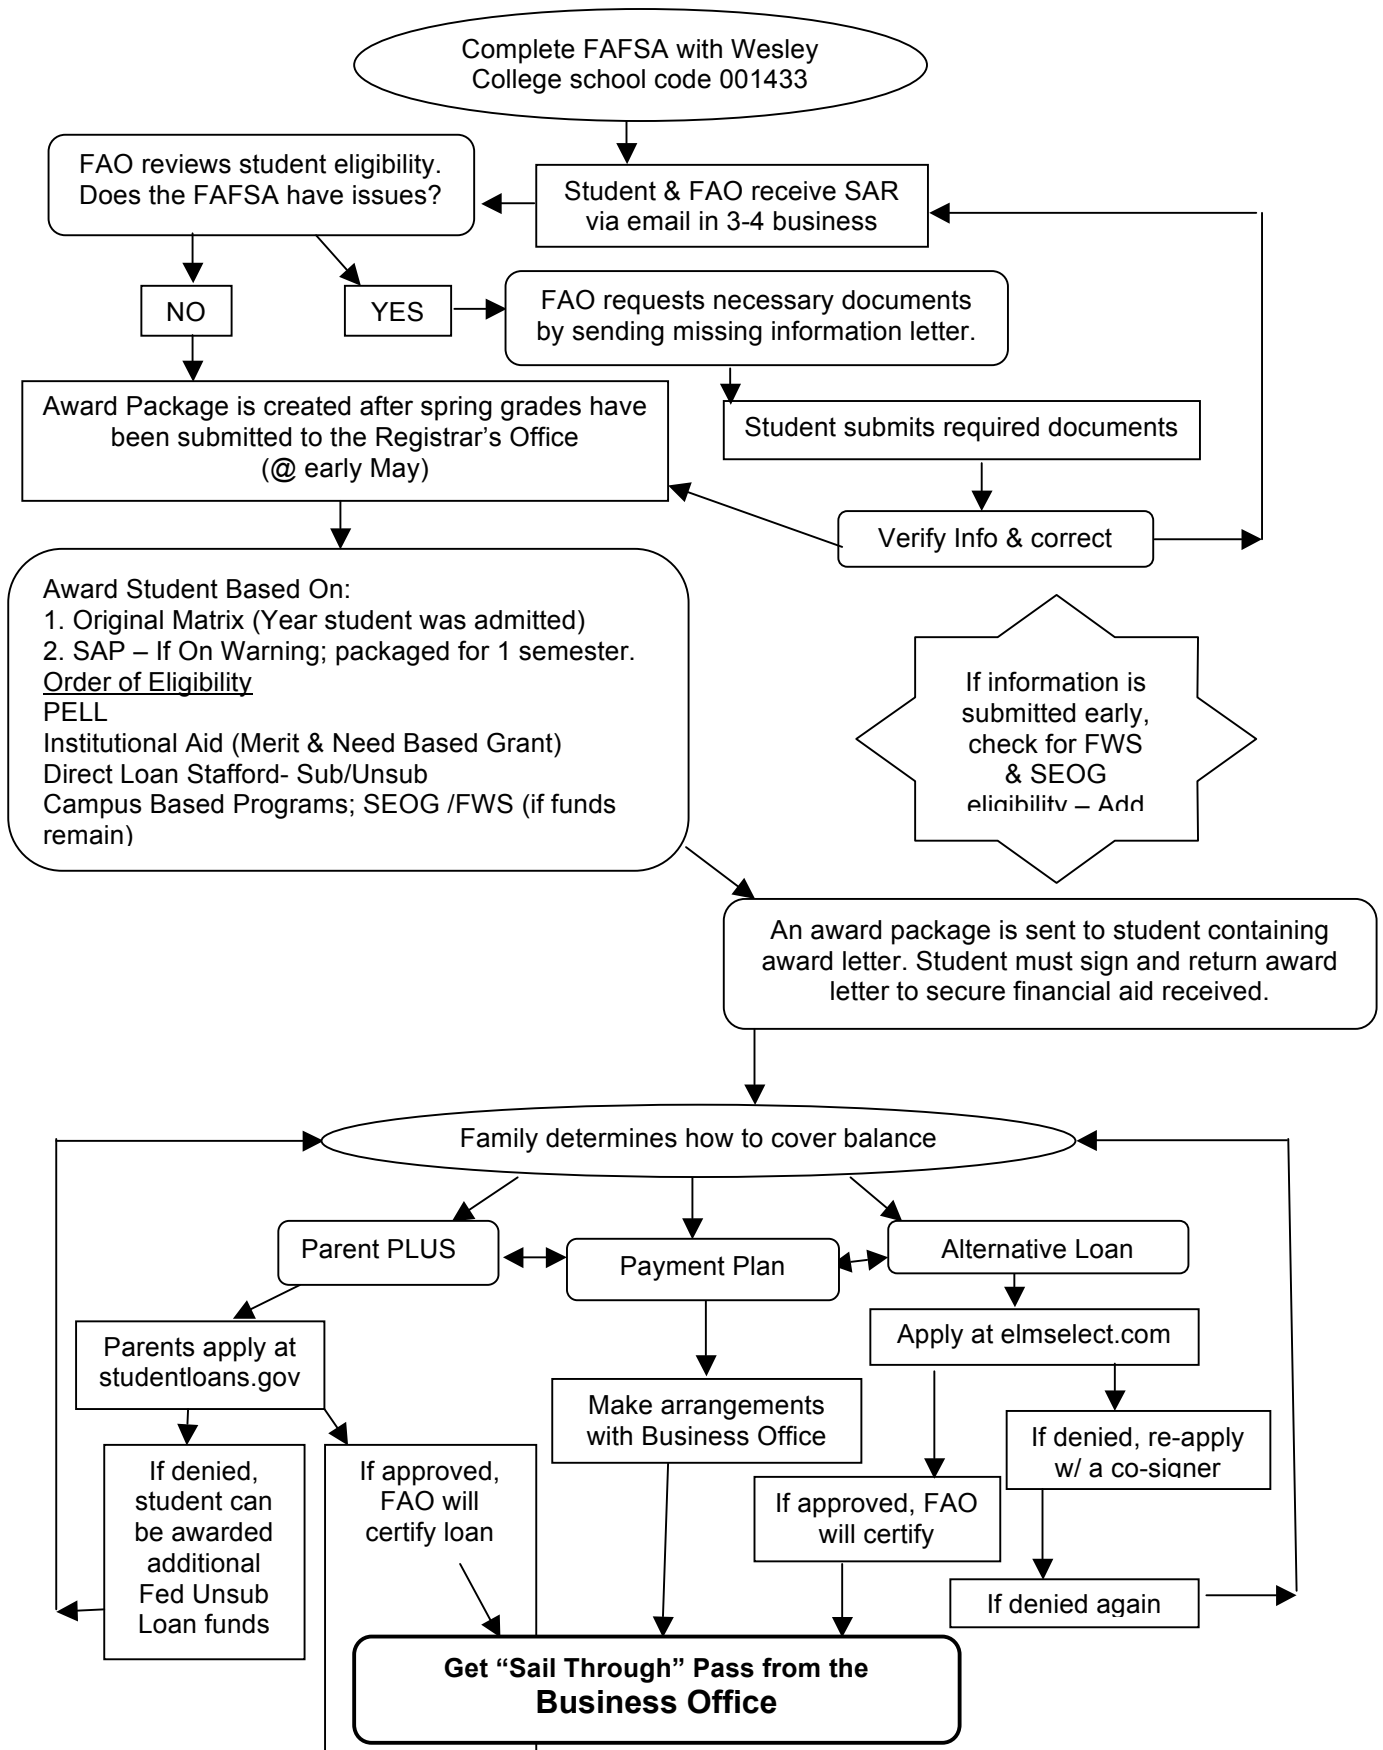 Complete FAFSA with Wesley
College school code 001433
FAO reviews student eligibility.
Does the FAFSA have issues?
Student & FAO receive SAR
via email in 3-4 business
NO
YES
FAO requests necessary documents
by sending missing information letter.
Award Package is created after spring grades have
been submitted to the Registrar’s Office
(@ early May)
Student submits required documents
Verify Info & correct
Award Student Based On:
1. Original Matrix (Year student was admitted)
2. SAP – If On Warning; packaged for 1 semester.
Order of Eligibility
PELL
Institutional Aid (Merit & Need Based Grant)
Direct Loan Stafford- Sub/Unsub
Campus Based Programs; SEOG /FWS (if funds
remain)
If information is
submitted early,
check for FWS
& SEOG
eligibility – Add
An award package is sent to student containing
award letter. Student must sign and return award
letter to secure financial aid received.
Family determines how to cover balance
Parent PLUS
Payment Plan
Alternative Loan
Parents apply at
studentloans.gov
Apply at elmselect.com
Make arrangements
with Business Office
If denied, re-apply
w/ a co-signer
If denied,
student can
be awarded
additional
Fed Unsub
Loan funds
If approved,
FAO will
certify loan
If approved, FAO
will certify
If denied again
Get “Sail Through” Pass from the
Business Office